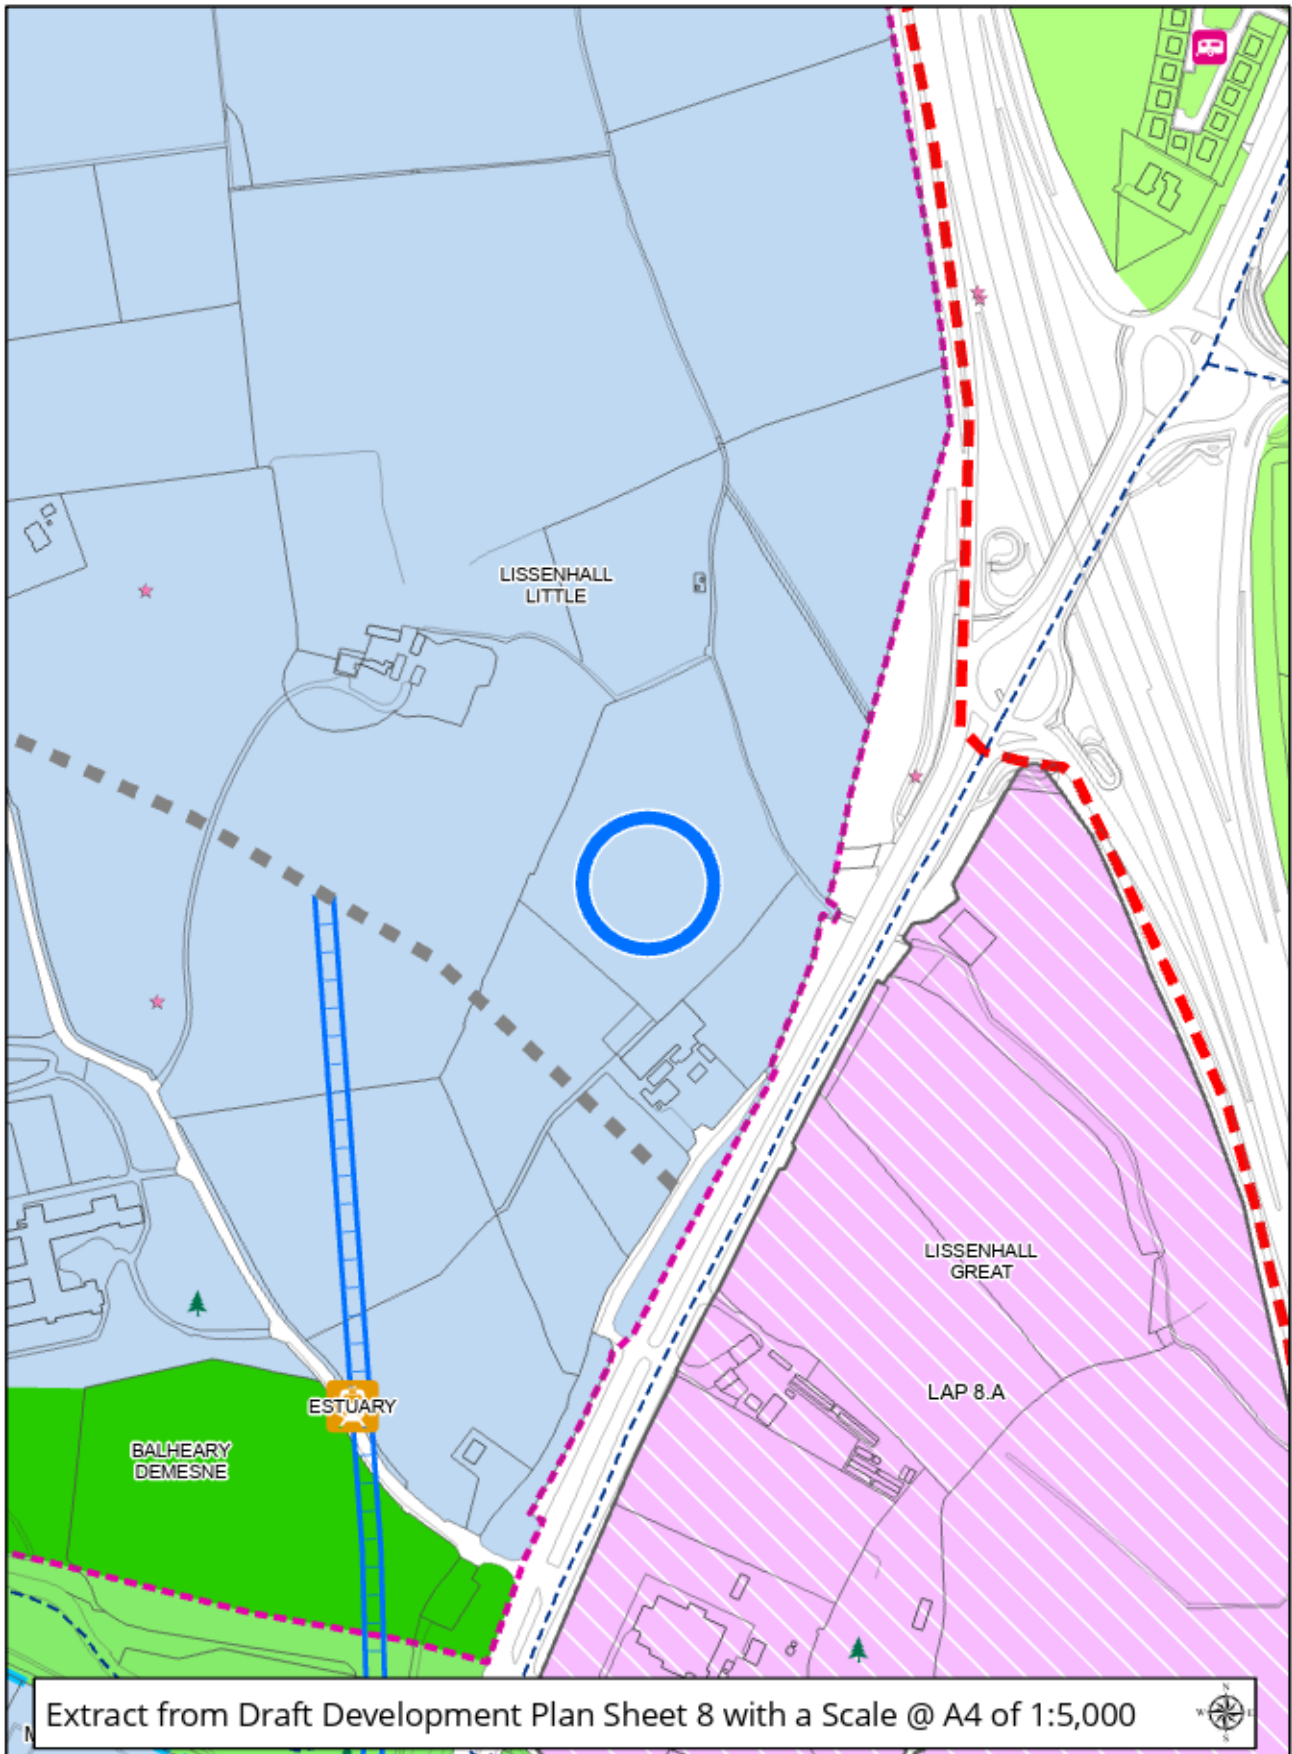 LISSENHALL
LITTLE
LISSENHALL
GREAT
LAP 8.A
ESTUARY
BALHEARY
DEMESNE
Extract from Draft Development Plan Sheet 8 with a Scale @ A4 of 1:5,000
N
W
E
S